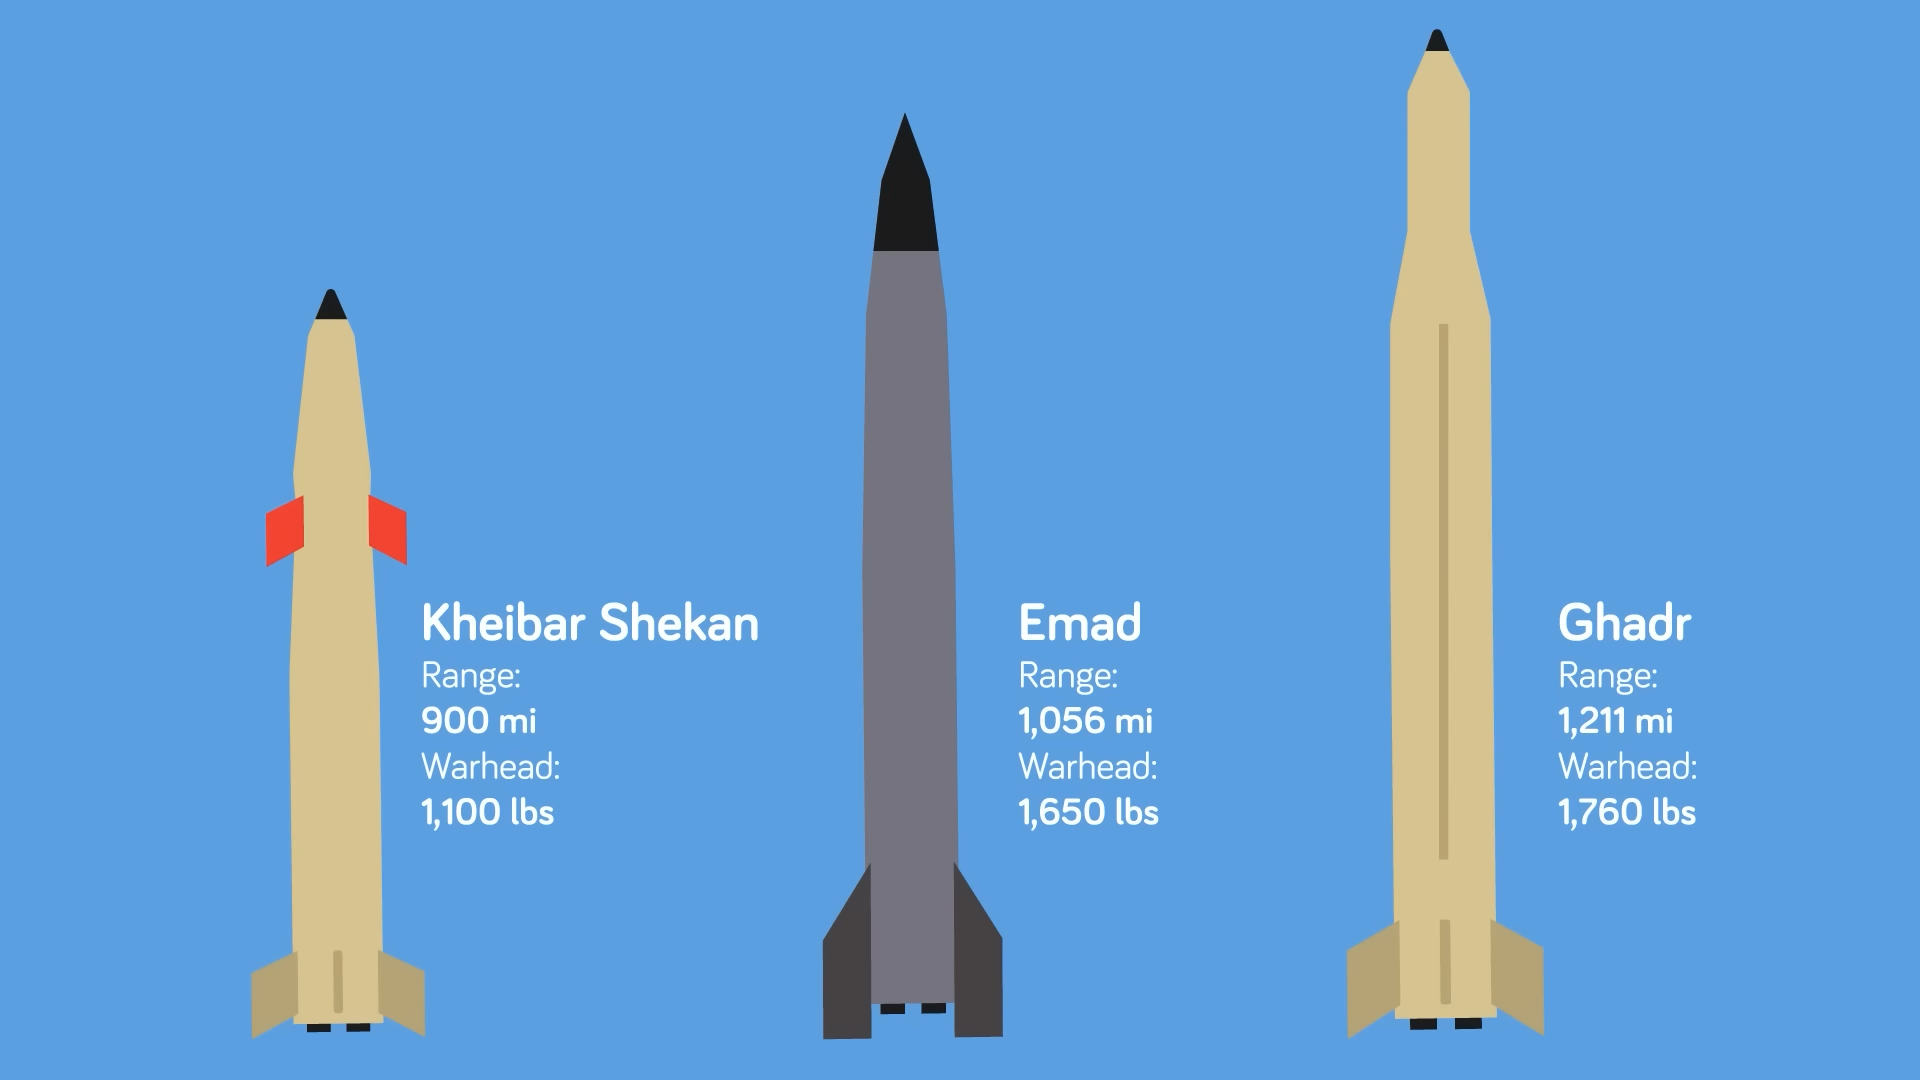 Kheibar Shekan
Range:
900 mi
Warhead:
1,100 lbs
Emad
Range:
1,056 mi
Warhead:
1,650 lbs
Ghadr
Range:
1,211 mi
Warhead:
1,760 lbs